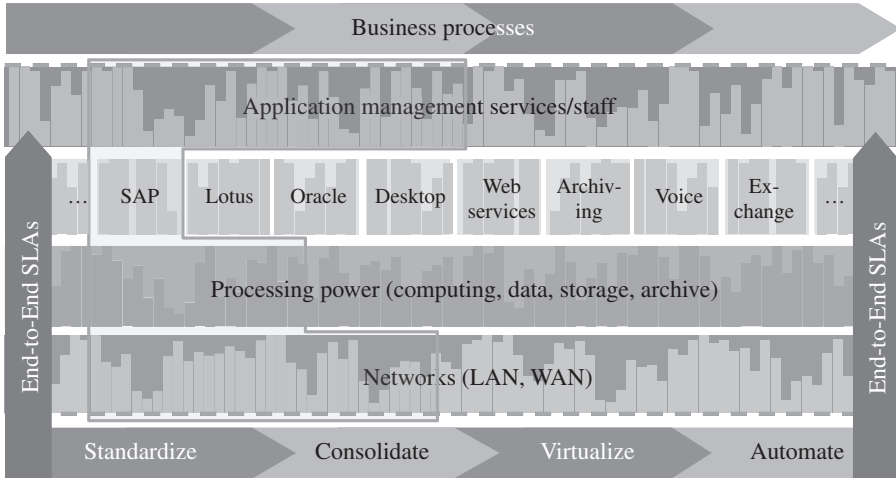 Business processes
Application management services/staff
… SAP Lotus Oracle Desktop Web services Archiv-ing Voice Ex-change …
Processing power (computing, data, storage, archive)
Networks (LAN, WAN)
End-to-End SLAs
End-to-End SLAs
Standardize Consolidate Virtualize Automate